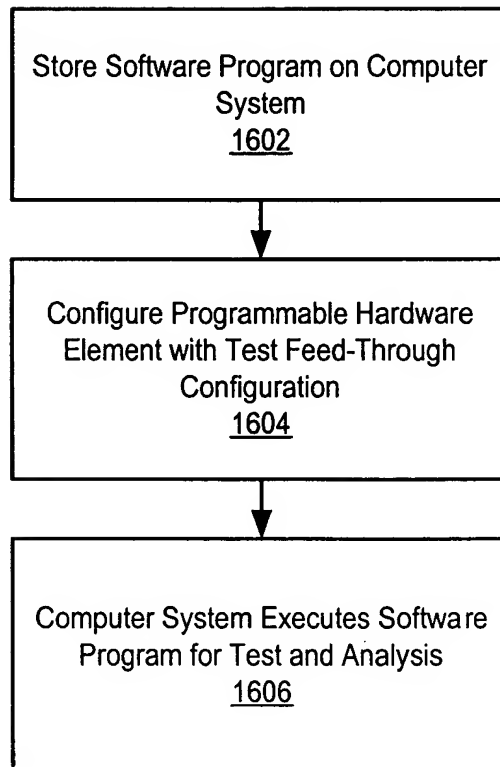 Store Software Program on Computer
System
1602
Configure Programmable Hardware
Element with Test Feed-Through
Configuration
1604
Computer System Executes Software
Program for Test and Analysis
1606